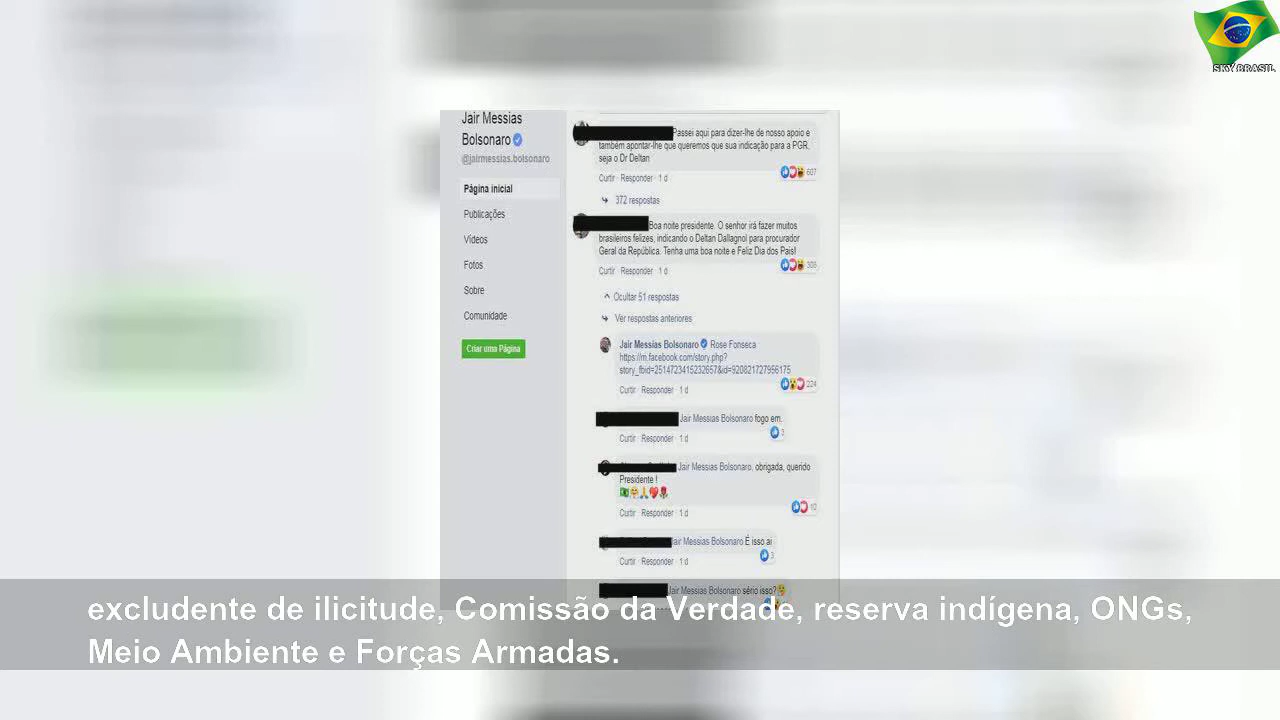 SKY BRASIL
Jair Messias
Bolsonaro
@jairmessias.bolsonaro
Página inicial
Publicações
Vídeos
Fotos
Sobre
Comunidade
Criar uma Página
Passei aqui para dizer-lhe de nosso apoio e
também apontar-lhe que queremos que sua indicação para a PGR,
seja o Dr Deltan
607
Curtir · Responder · 1 d
372 respostas
Boa noite presidente. O senhor irá fazer muitos
brasileiros felizes, indicando o Deltan Dallagnol para procurador
Geral da República. Tenha uma boa noite e Feliz Dia dos Pais!
Curtir · Responder · 1 d
Ocultar 51 respostas
Ver respostas anteriores
Jair Messias Bolsonaro Rose Fonseca
https://m.facebook.com/story.php?
story_fbid=2514723415232657&id=920821727956175
224
Curtir · Responder · 1 d
Jair Messias Bolsonaro fogo em.
3
Curtir · Responder · 1 d
Jair Messias Bolsonaro, obrigada, querido
Presidente !
🇧🇷🤗🙏❤️🌹
10
Curtir · Responder · 1 d
Jair Messias Bolsonaro É isso ai
3
Curtir · Responder · 1 d
Jair Messias Bolsonaro sério isso?🤔
excludente de ilicitude, Comissão da Verdade, reserva indígena, ONGs,
Meio Ambiente e Forças Armadas.